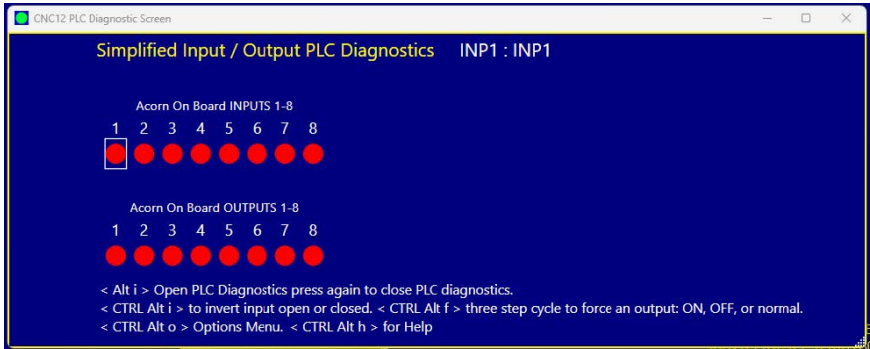 CNC12 PLC Diagnostic Screen
Simplified Input / Output PLC Diagnostics INP1 : INP1
Acorn On Board INPUTS 1-8
1 2 3 4 5 6 7 8
Acorn On Board OUTPUTS 1-8
1 2 3 4 5 6 7 8
< Alt i > Open PLC Diagnostics press again to close PLC diagnostics.
< CTRL Alt i > to invert input open or closed. < CTRL Alt f > three step cycle to force an output: ON, OFF, or normal.
< CTRL Alt o > Options Menu. < CTRL Alt h > for Help